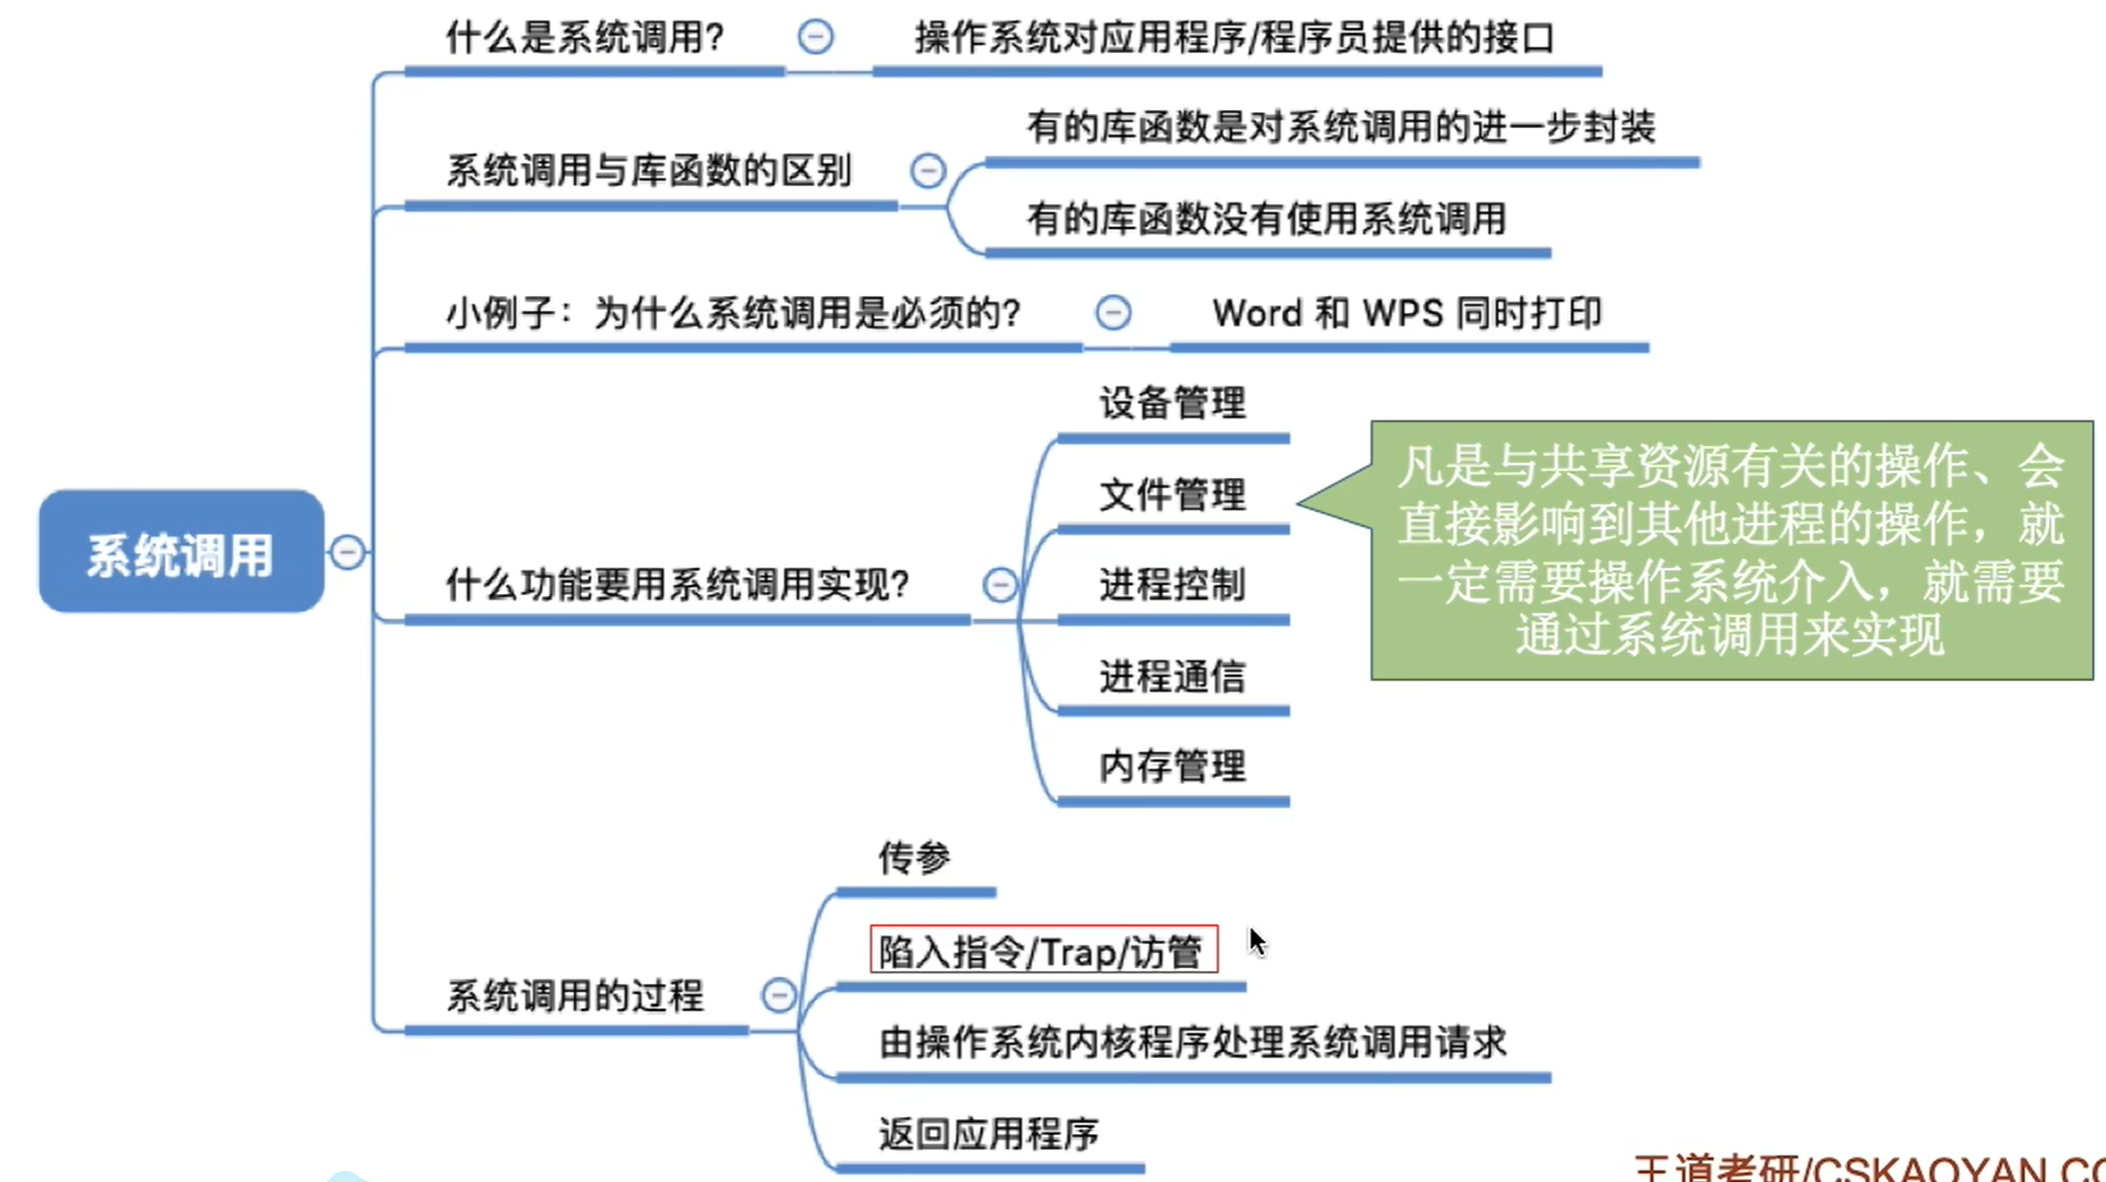 什么是系统调用?
操作系统对应用程序/程序员提供的接口
系统调用与库函数的区别
有的库函数是对系统调用的进一步封装
有的库函数没有使用系统调用
小例子：为什么系统调用是必须的?
Word 和 WPS 同时打印
系统调用
什么功能要用系统调用实现?
设备管理
文件管理
进程控制
进程通信
内存管理
凡是与共享资源有关的操作、会
直接影响到其他进程的操作，就
一定需要操作系统介入，就需要
通过系统调用来实现
系统调用的过程
传参
陷入指令/Trap/访管
由操作系统内核程序处理系统调用请求
返回应用程序
王道考研/CSKAOYAN.CO